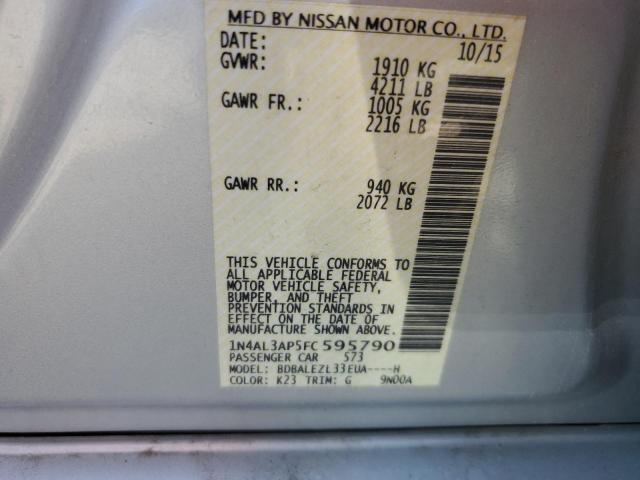 MFD BY NISSAN MOTOR CO., LTD.
DATE: 10/15
GVWR: 1910 KG
4211 LB
GAWR FR.: 1005 KG
2216 LB
GAWR RR.: 940 KG
2072 LB
THIS VEHICLE CONFORMS TO
ALL APPLICABLE FEDERAL
MOTOR VEHICLE SAFETY,
BUMPER, AND THEFT
PREVENTION STANDARDS IN
EFFECT ON THE DATE OF
MANUFACTURE SHOWN ABOVE.
1N4AL3AP5FC595790
PASSENGER CAR 573
MODEL: BDBALEZL33EUA----H
COLOR: K23 TRIM: G 9N00A